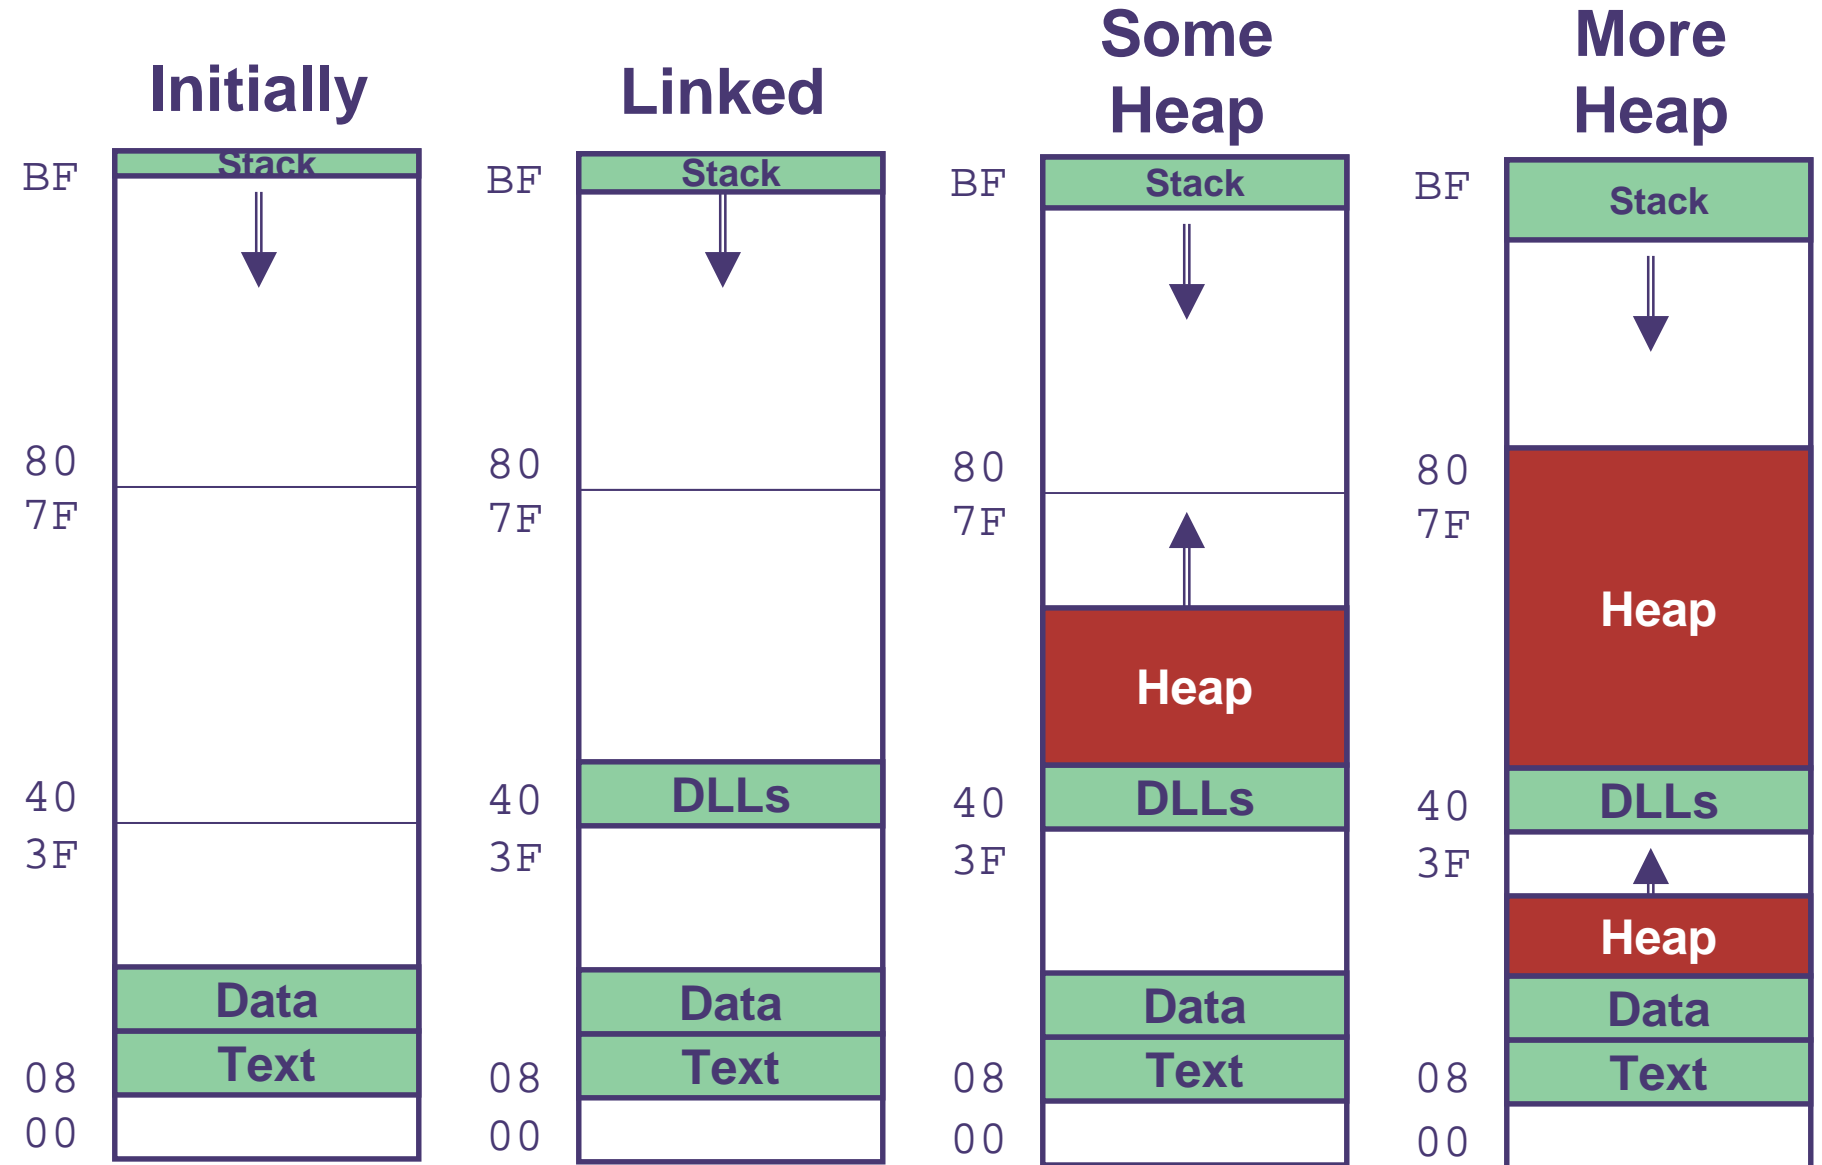 Initially
BF
Stack
80
7F
40
3F
Data
Text
08
00
Linked
BF
Stack
80
7F
DLLs
40
3F
Data
Text
08
00
Some
Heap
BF
Stack
80
7F
Heap
DLLs
40
3F
Data
Text
08
00
More
Heap
BF
Stack
80
7F
Heap
DLLs
40
3F
Heap
Data
Text
08
00